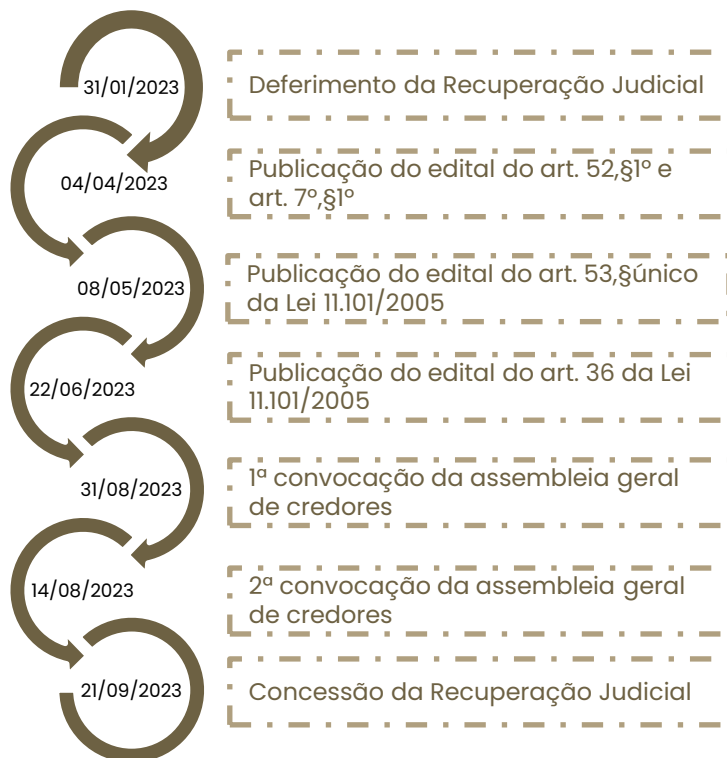 31/01/2023
Deferimento da Recuperação Judicial
04/04/2023
Publicação do edital do art. 52,§1º e
art. 7º,§1º
08/05/2023
Publicação do edital do art. 53,§único
da Lei 11.101/2005
22/06/2023
Publicação do edital do art. 36 da Lei
11.101/2005
31/08/2023
1ª convocação da assembleia geral
de credores
14/08/2023
2ª convocação da assembleia geral
de credores
21/09/2023
Concessão da Recuperação Judicial